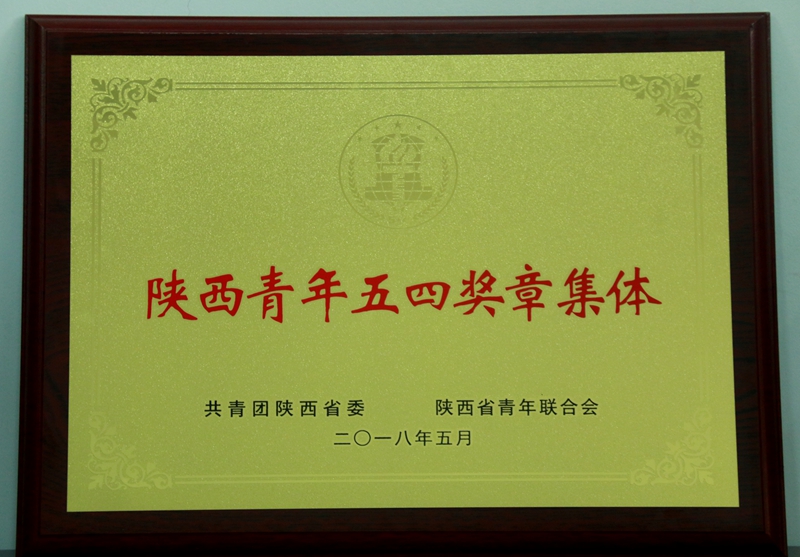 陕西青年五四奖章集体
共青团陕西省委 陕西省青年联合会
二〇一八年五月